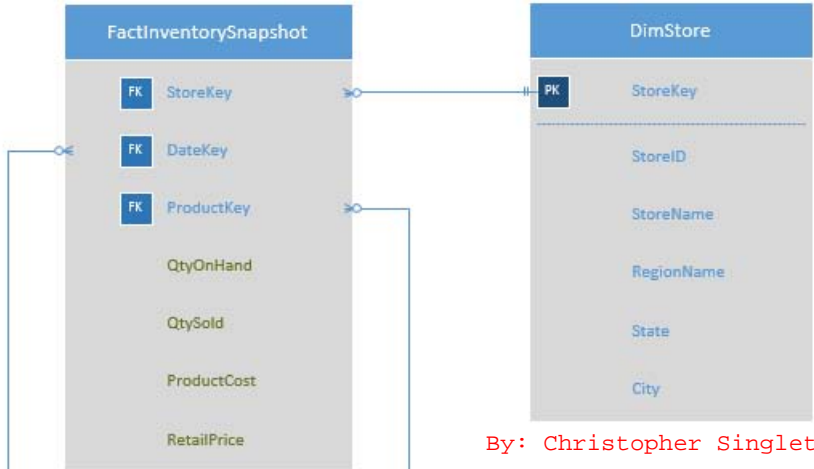 FactInventorySnapshot
FK StoreKey
FK DateKey
FK ProductKey
QtyOnHand
QtySold
ProductCost
RetailPrice
DimStore
PK StoreKey
StoreID
StoreName
RegionName
State
City
By: Christopher Singlet